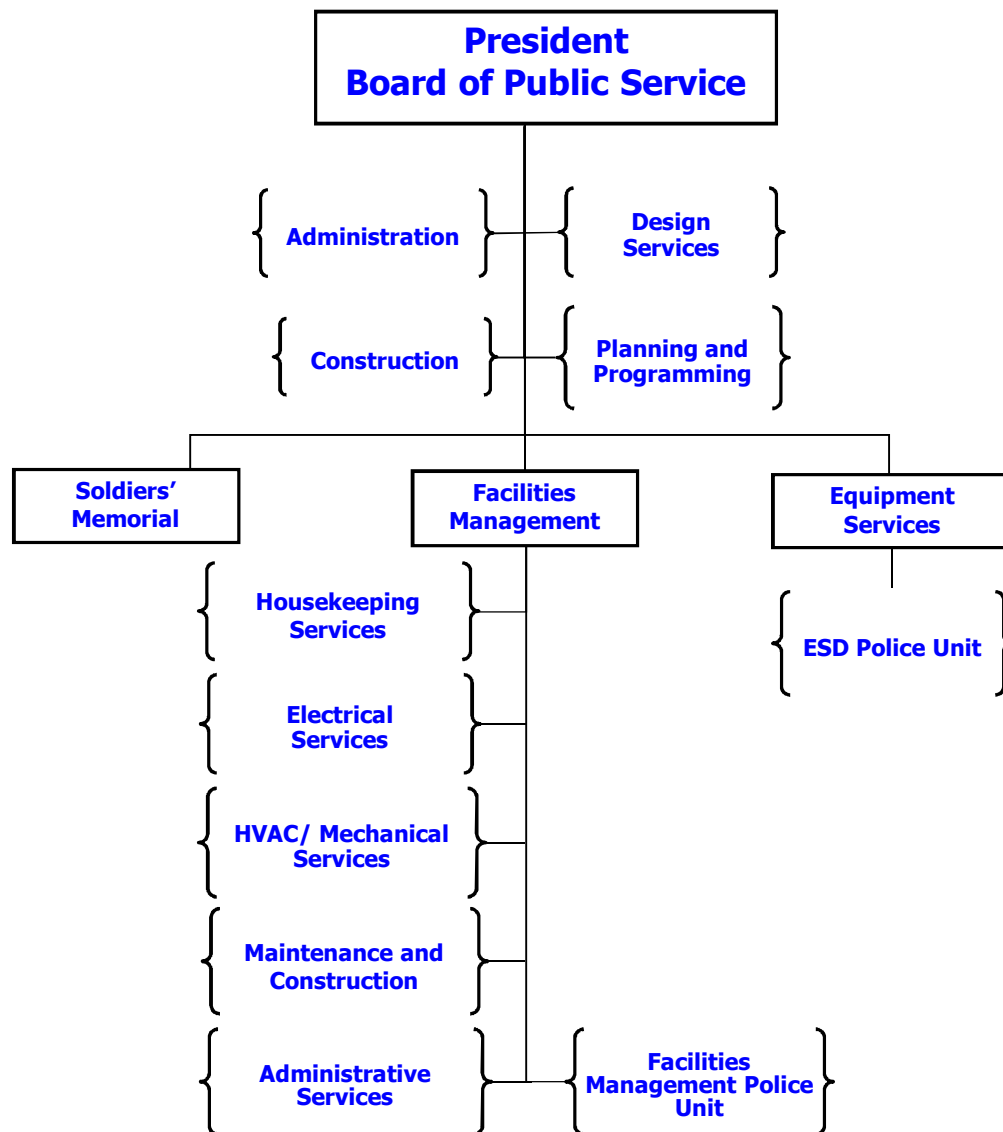 President
Board of Public Service
Administration
Design
Services
Construction
Planning and
Programming
Soldiers’
Memorial
Facilities
Management
Equipment
Services
Housekeeping
Services
ESD Police Unit
Electrical
Services
HVAC/ Mechanical
Services
Maintenance and
Construction
Administrative
Services
Facilities
Management Police
Unit